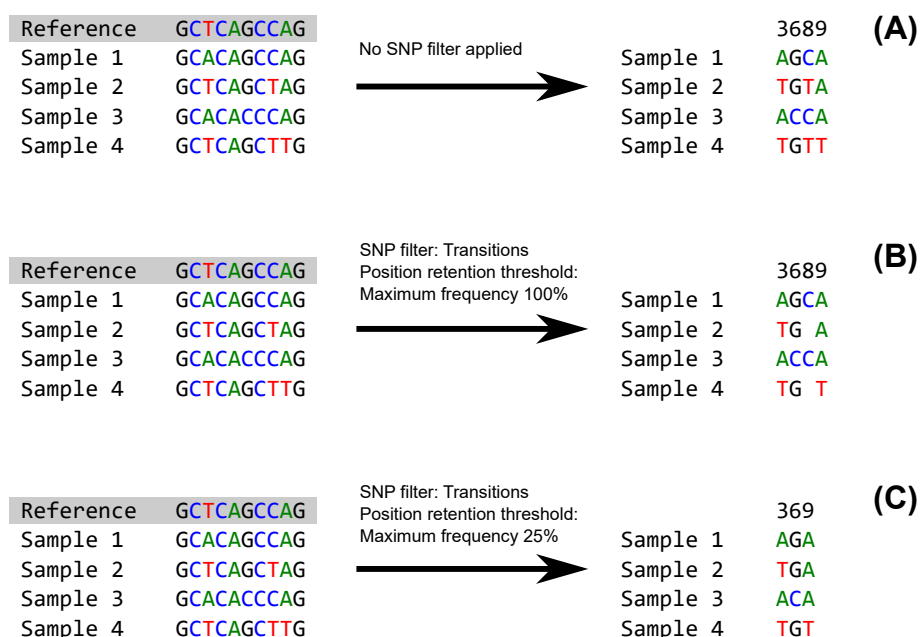 Reference GCTCAGCCAG
Sample 1 GCACAGCCAG
Sample 2 GCTCAGCTAG
Sample 3 GCACACCCAG
Sample 4 GCTCAGCTTG
No SNP filter applied
3689
Sample 1 AGCA
Sample 2 TGTA
Sample 3 ACCA
Sample 4 TGTT
(A)
Reference GCTCAGCCAG
Sample 1 GCACAGCCAG
Sample 2 GCTCAGCTAG
Sample 3 GCACACCCAG
Sample 4 GCTCAGCTTG
SNP filter: Transitions
Position retention threshold:
Maximum frequency 100%
3689
Sample 1 AGCA
Sample 2 TG A
Sample 3 ACCA
Sample 4 TG T
(B)
Reference GCTCAGCCAG
Sample 1 GCACAGCCAG
Sample 2 GCTCAGCTAG
Sample 3 GCACACCCAG
Sample 4 GCTCAGCTTG
SNP filter: Transitions
Position retention threshold:
Maximum frequency 25%
369
Sample 1 AGA
Sample 2 TGA
Sample 3 ACA
Sample 4 TGT
(C)